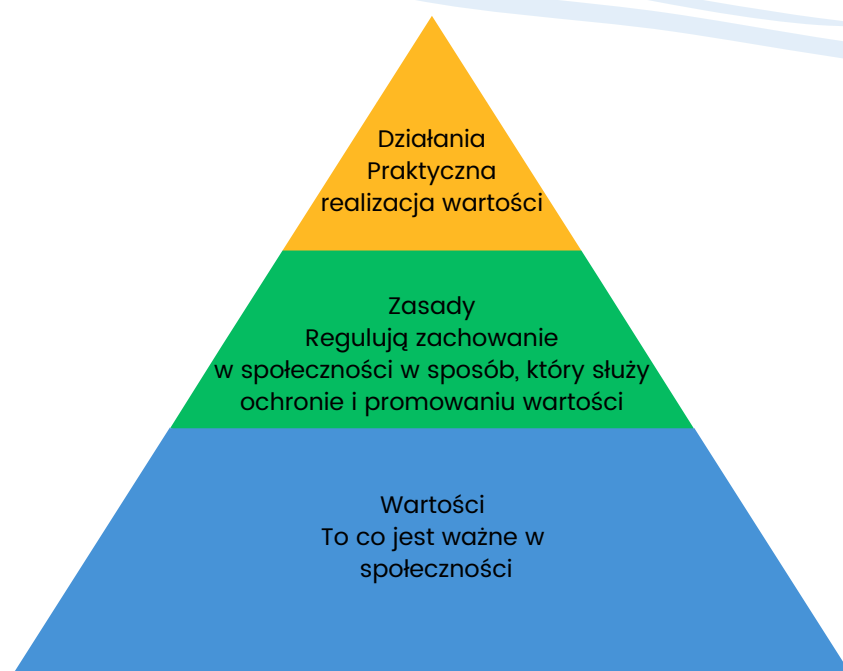 Działania
Praktyczna
realizacja wartości
Zasady
Regulują zachowanie
w społeczności w sposób, który służy
ochronie i promowaniu wartości
Wartości
To co jest ważne w
społeczności